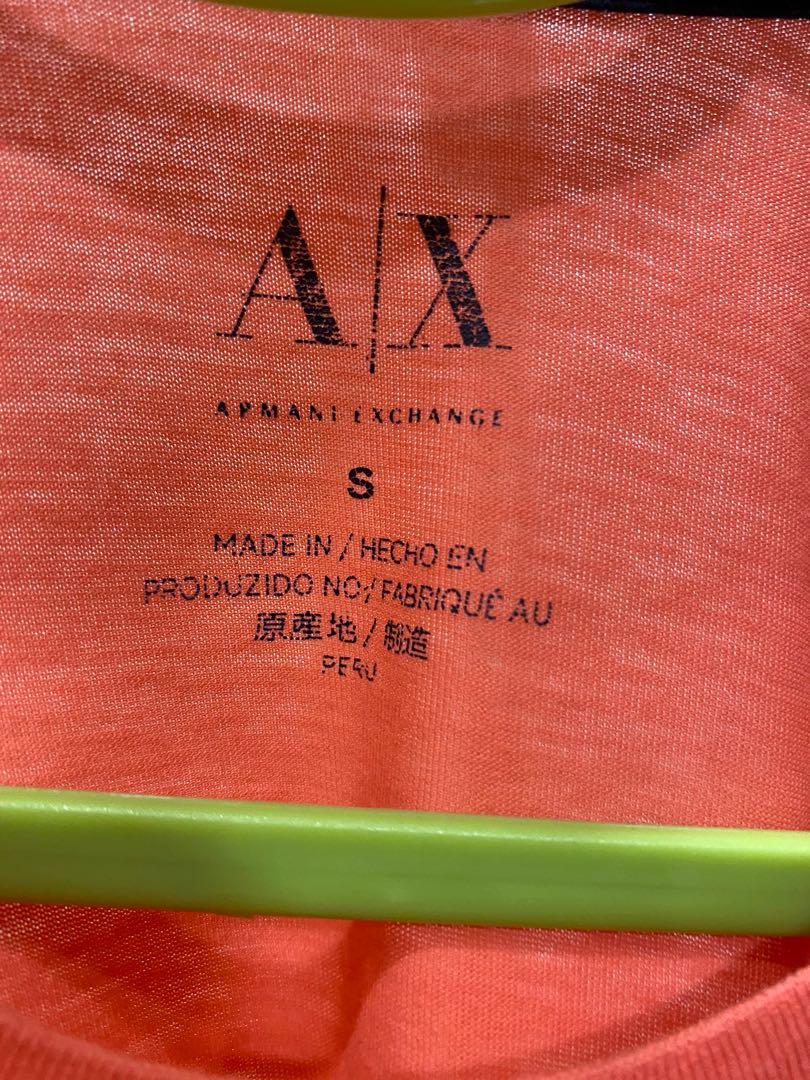 A|X
ARMANI EXCHANGE
S
MADE IN / HECHO EN
PRODUZIDO NO:/ FABRIQUÉ AU
原産地 / 制造
PERU